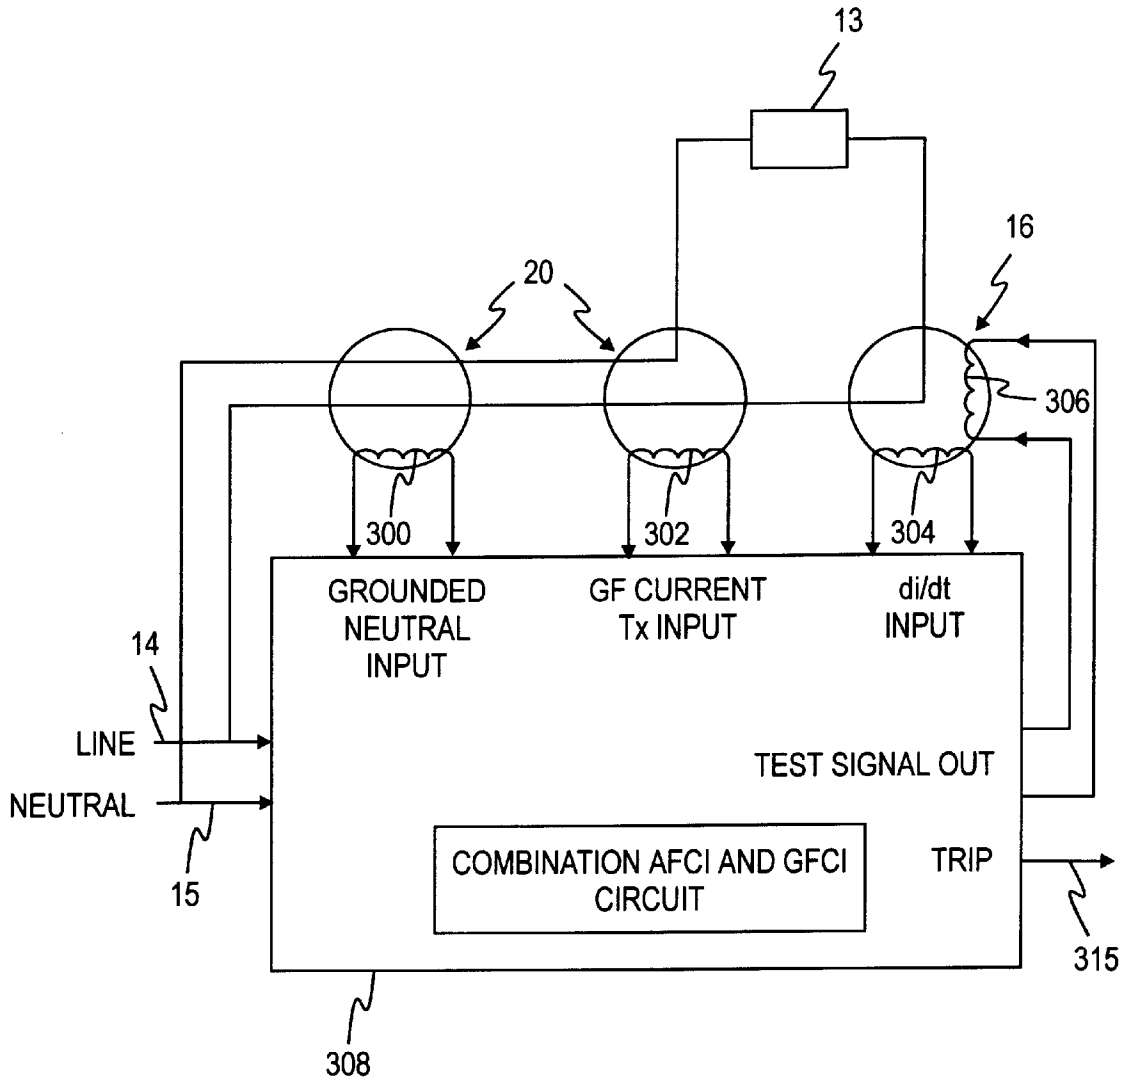 13
16
20
306
300
302
304
GROUNDED
NEUTRAL
INPUT
GF CURRENT
Tx INPUT
di/dt
INPUT
14
LINE
TEST SIGNAL OUT
NEUTRAL
15
COMBINATION AFCI AND GFCI
CIRCUIT
TRIP
315
308